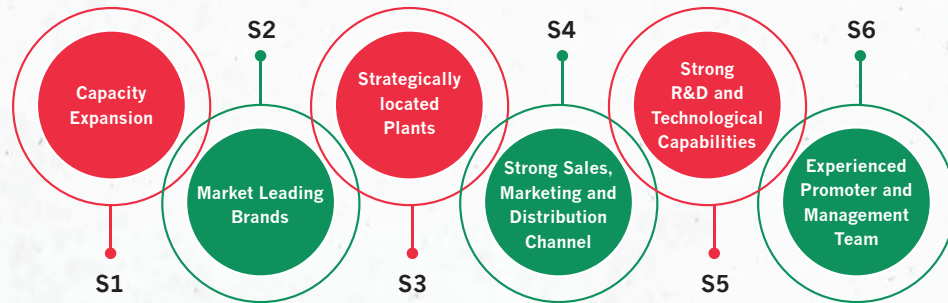 S2
S4
S6
Capacity
Expansion
Strategically
located
Plants
Strong
R&D and
Technological
Capabilities
Market Leading
Brands
Strong Sales,
Marketing and
Distribution
Channel
Experienced
Promoter and
Management
Team
S1
S3
S5